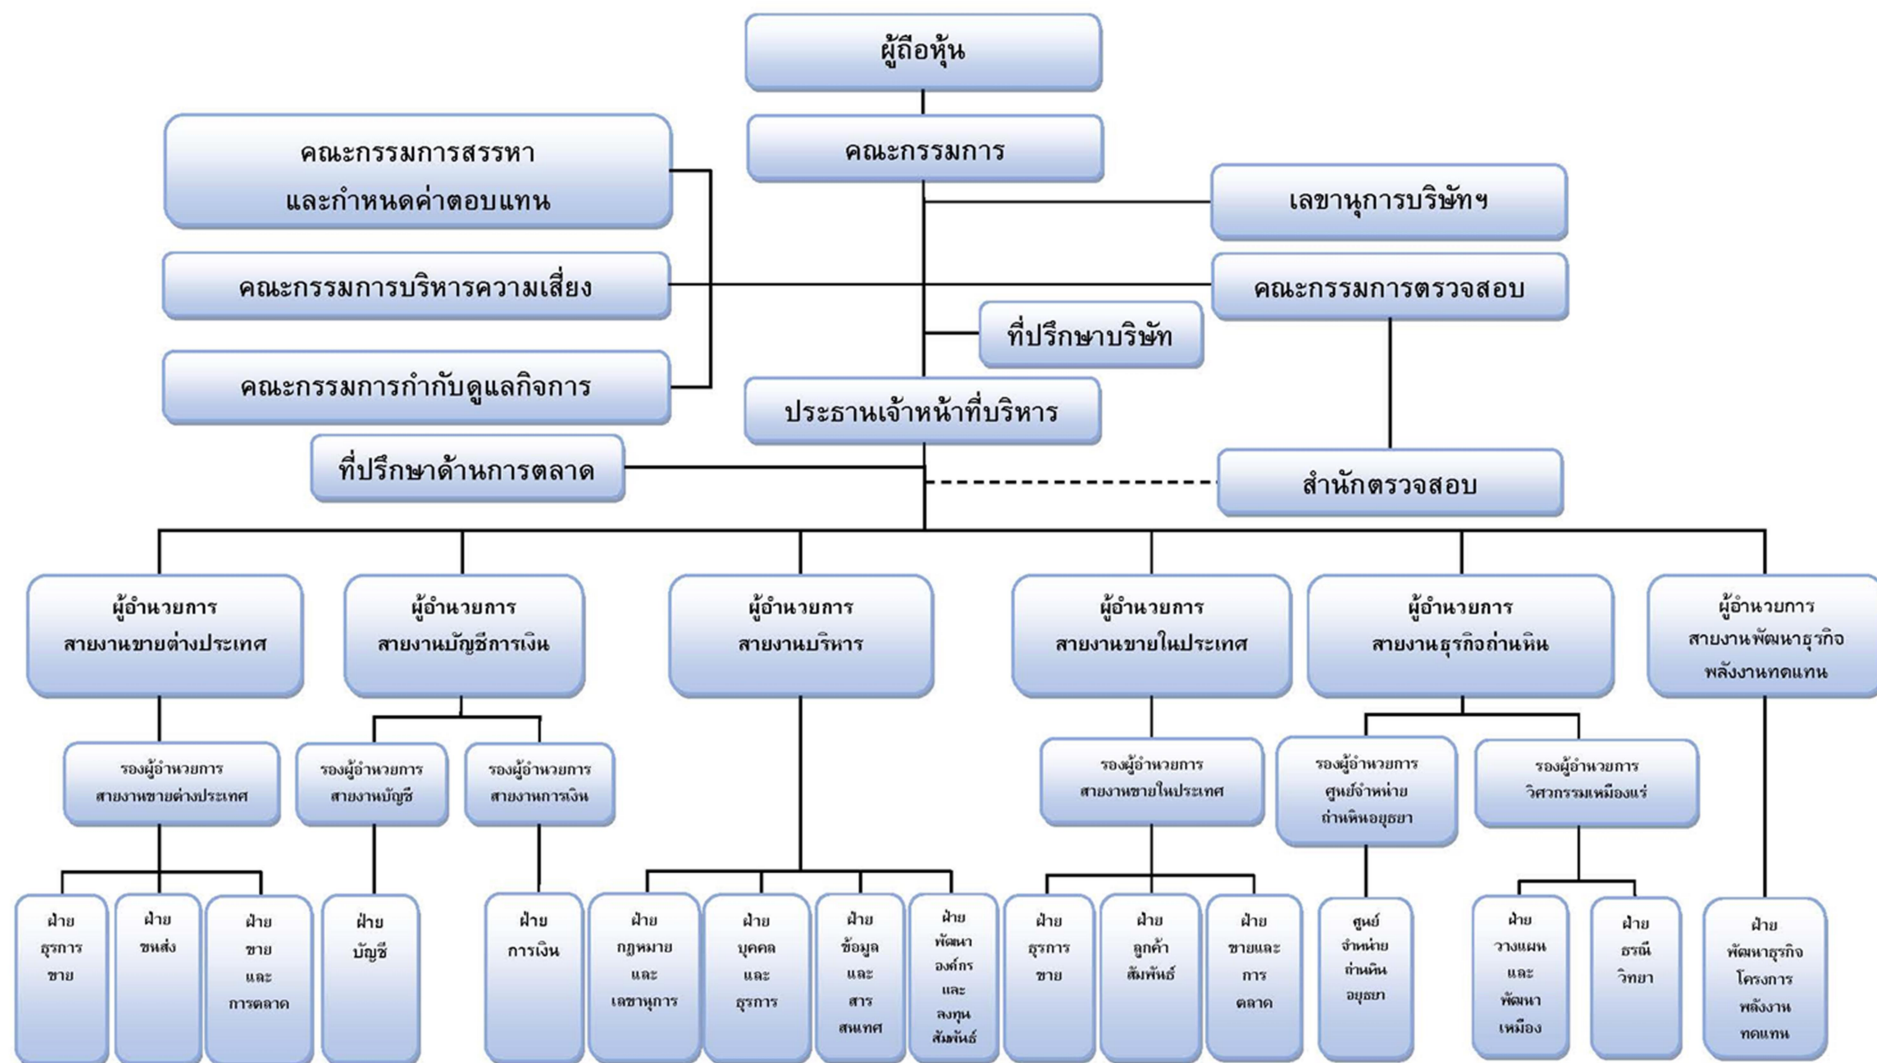 ผู้ถือหุ้น
คณะกรรมการ
คณะกรรมการสรรหา
และกำหนดค่าตอบแทน
เลขานุการบริษัทฯ
คณะกรรมการบริหารความเสี่ยง
คณะกรรมการตรวจสอบ
ที่ปรึกษาบริษัท
คณะกรรมการกำกับดูแลกิจการ
ประธานเจ้าหน้าที่บริหาร
ที่ปรึกษาด้านการตลาด
สำนักตรวจสอบ
ผู้อำนวยการ
สายงานขายต่างประเทศ
ผู้อำนวยการ
สายงานบัญชีการเงิน
ผู้อำนวยการ
สายงานบริหาร
ผู้อำนวยการ
สายงานขายในประเทศ
ผู้อำนวยการ
สายงานธุรกิจถ่านหิน
ผู้อำนวยการ
สายงานพัฒนาธุรกิจ
พลังงานทดแทน
รองผู้อำนวยการ
สายงานขายต่างประเทศ
รองผู้อำนวยการ
สายงานบัญชี
รองผู้อำนวยการ
สายงานการเงิน
รองผู้อำนวยการ
สายงานขายในประเทศ
รองผู้อำนวยการ
ศูนย์จำหน่าย
ถ่านหินอยุธยา
รองผู้อำนวยการ
วิศวกรรมเหมืองแร่
ฝ่าย
ธุรการ
ขาย
ฝ่าย
ขนส่ง
ฝ่าย
ขาย
และ
การตลาด
ฝ่าย
บัญชี
ฝ่าย
การเงิน
ฝ่าย
กฎหมาย
และ
เลขานุการ
ฝ่าย
บุคคล
และ
ธุรการ
ฝ่าย
ข้อมูล
และ
สาร
สนเทศ
ฝ่าย
พัฒนา
องค์กร
และ
ลงทุน
สัมพันธ์
ฝ่าย
ธุรการ
ขาย
ฝ่าย
ลูกค้า
สัมพันธ์
ฝ่าย
ขายและ
การ
ตลาด
ศูนย์
จำหน่าย
ถ่านหิน
อยุธยา
ฝ่าย
วางแผน
และ
พัฒนา
เหมือง
ฝ่าย
ธรณี
วิทยา
ฝ่าย
พัฒนาธุรกิจ
โครงการ
พลังงาน
ทดแทน